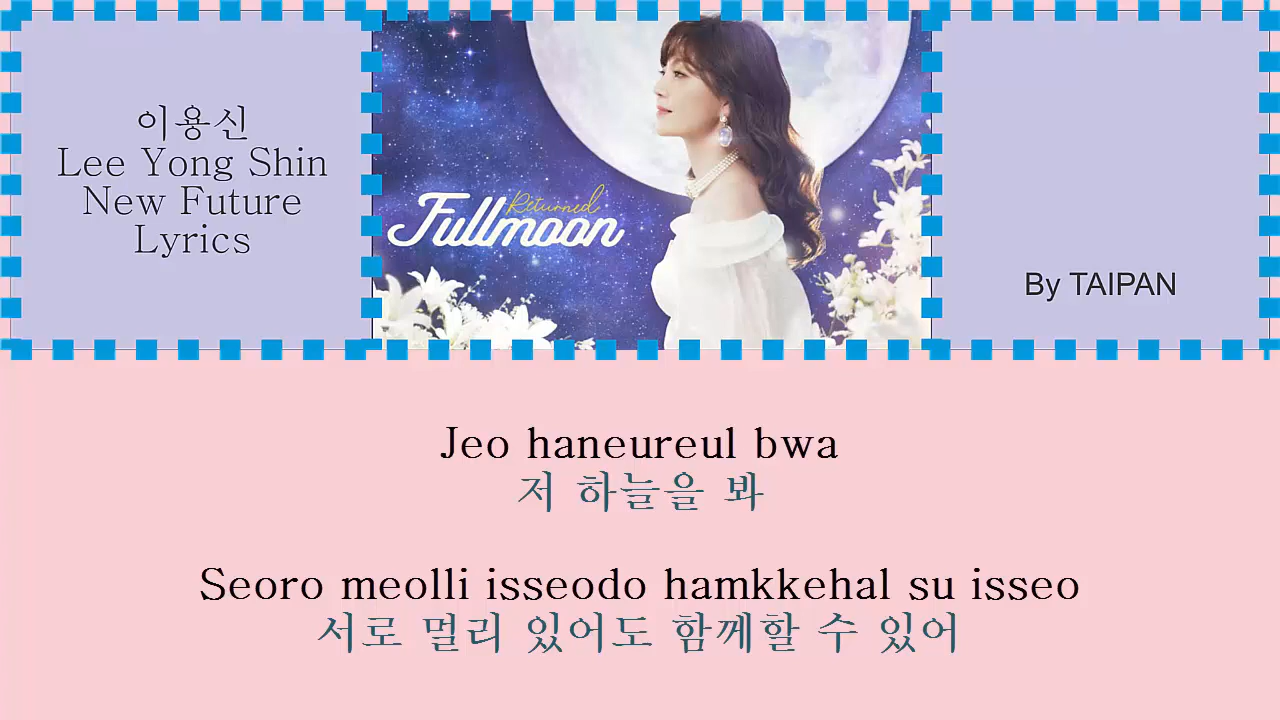 이용신
Lee Yong Shin
New Future
Lyrics
Returned
Fullmoon
By TAIPAN
Jeo haneureul bwa
저 하늘을 봐
Seoro meolli isseodo hamkkehal su isseo
서로 멀리 있어도 함께할 수 있어